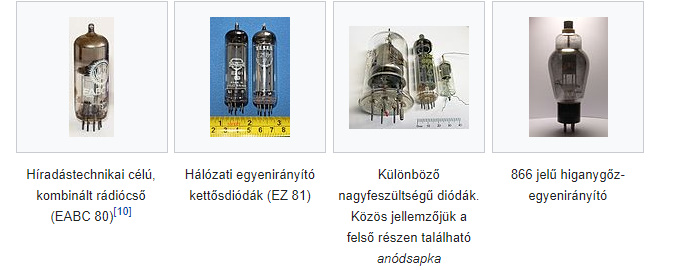 Híradástechnikai célú,
kombinált rádiócső
(EABC 80)[10]
Hálózati egyenirányító
kettősdiódák (EZ 81)
Különböző
nagyfeszültségű diódák.
Közös jellemzőjük a
felső részen található
anódsapka
866 jelű higanygőz-
egyenirányító